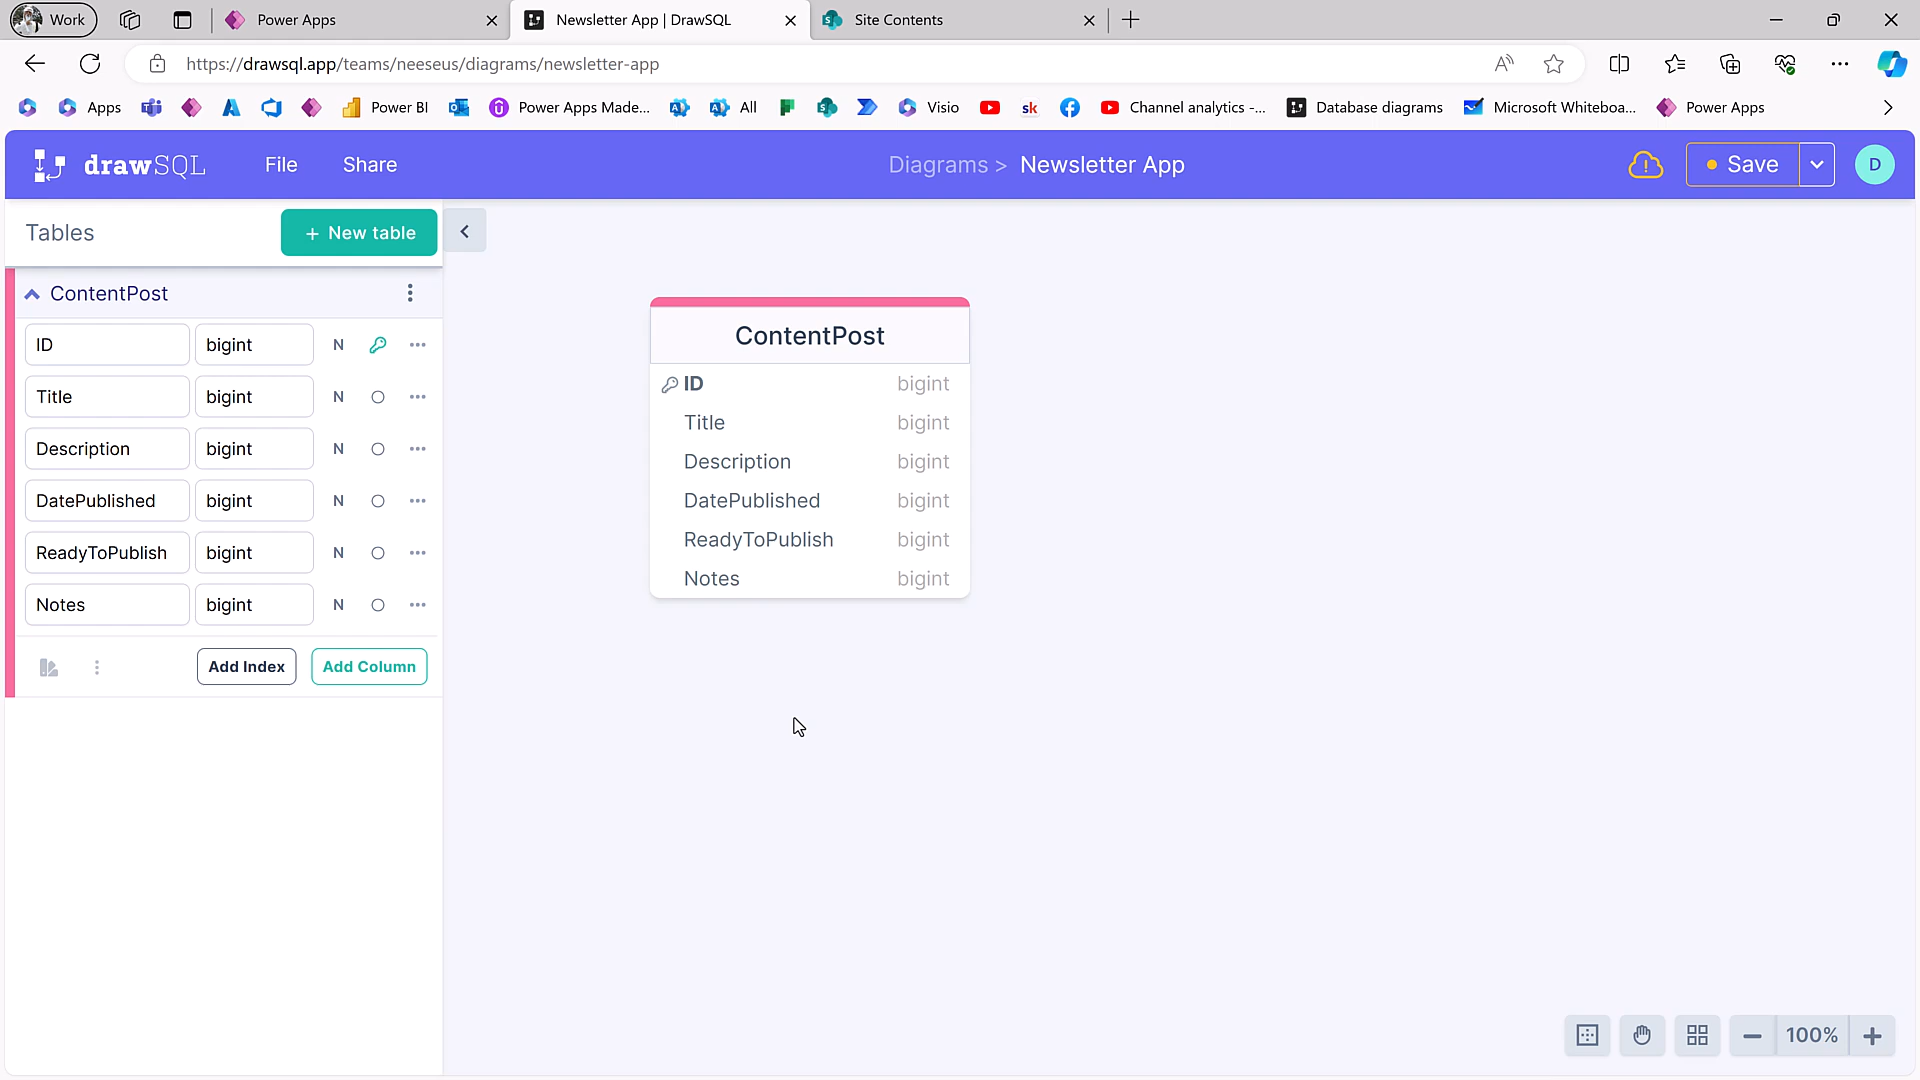 Work
Power Apps
Newsletter App | DrawSQL
Site Contents
https://drawsql.app/teams/neeseus/diagrams/newsletter-app
Apps
Power BI
Power Apps Made...
All
Visio
sk
Channel analytics -...
Database diagrams
Microsoft Whiteboa...
Power Apps
drawSQL
File
Share
Diagrams >
Newsletter App
Save
D
Tables
+ New table
ContentPost
ID bigint N
Title bigint N
Description bigint N
DatePublished bigint N
ReadyToPublish bigint N
Notes bigint N
Add Index
Add Column
ContentPost
ID bigint
Title bigint
Description bigint
DatePublished bigint
ReadyToPublish bigint
Notes bigint
100%